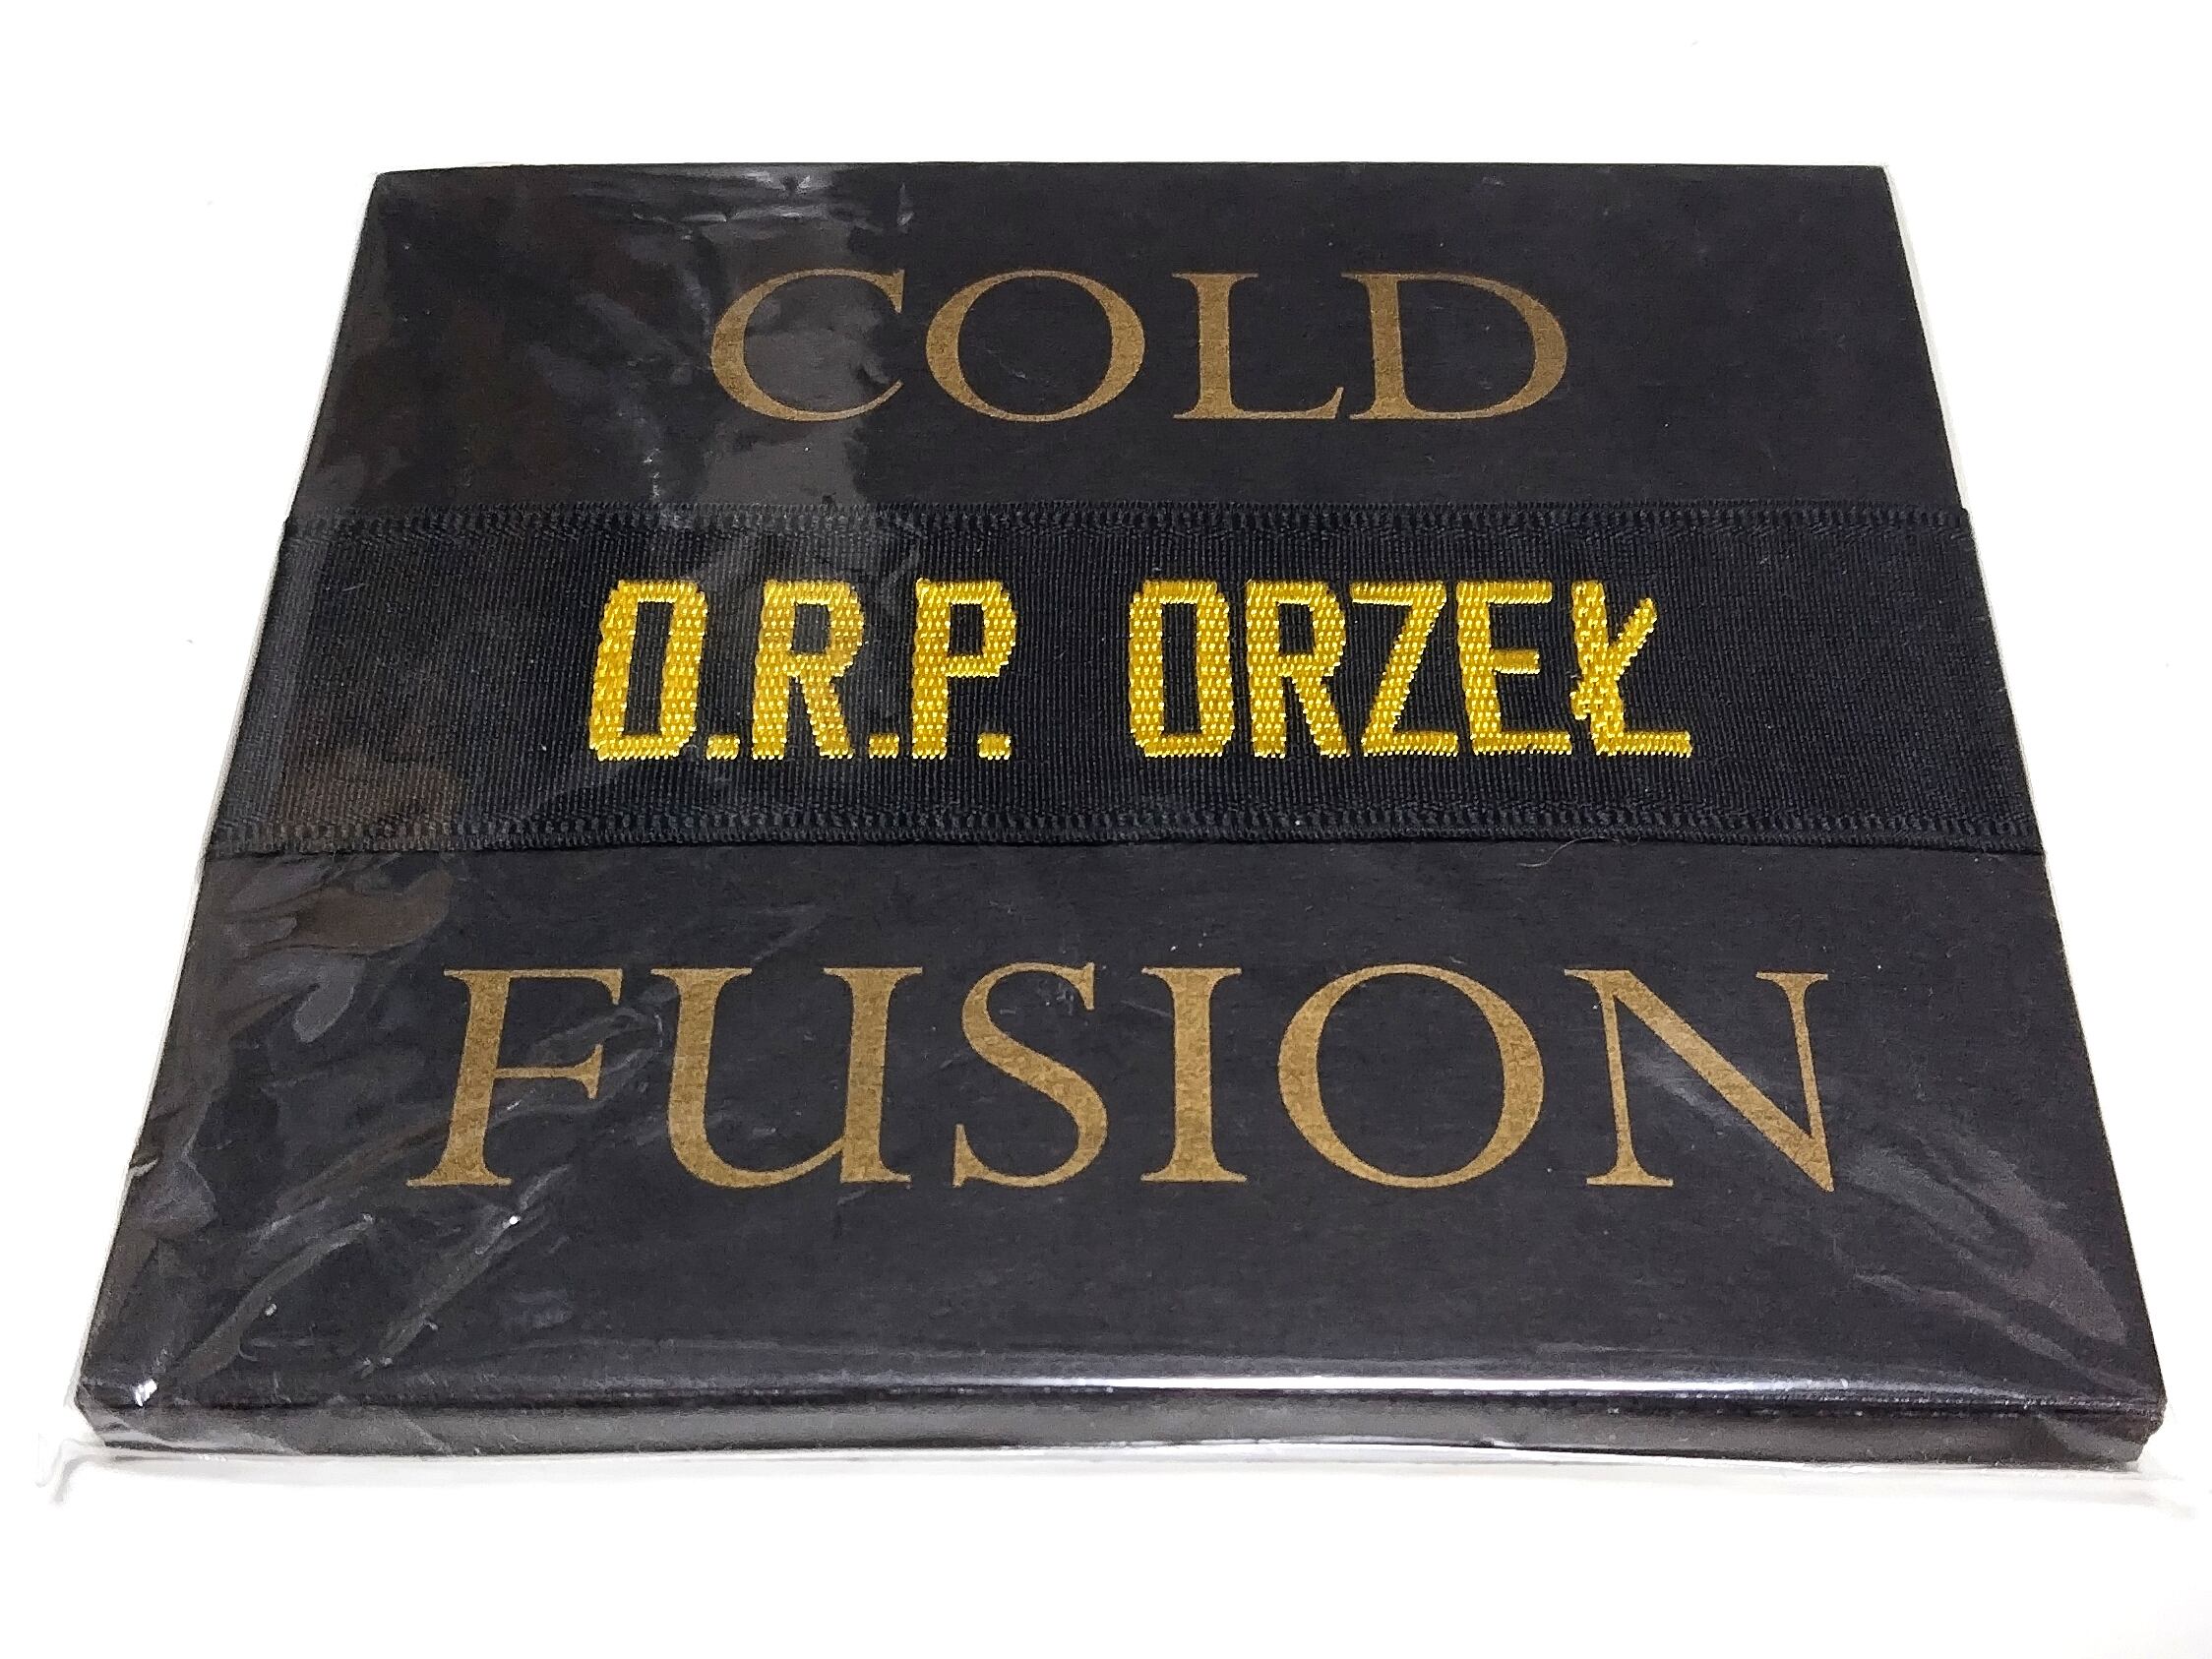 COLD
O.R.P. ORZEŁ
FUSION